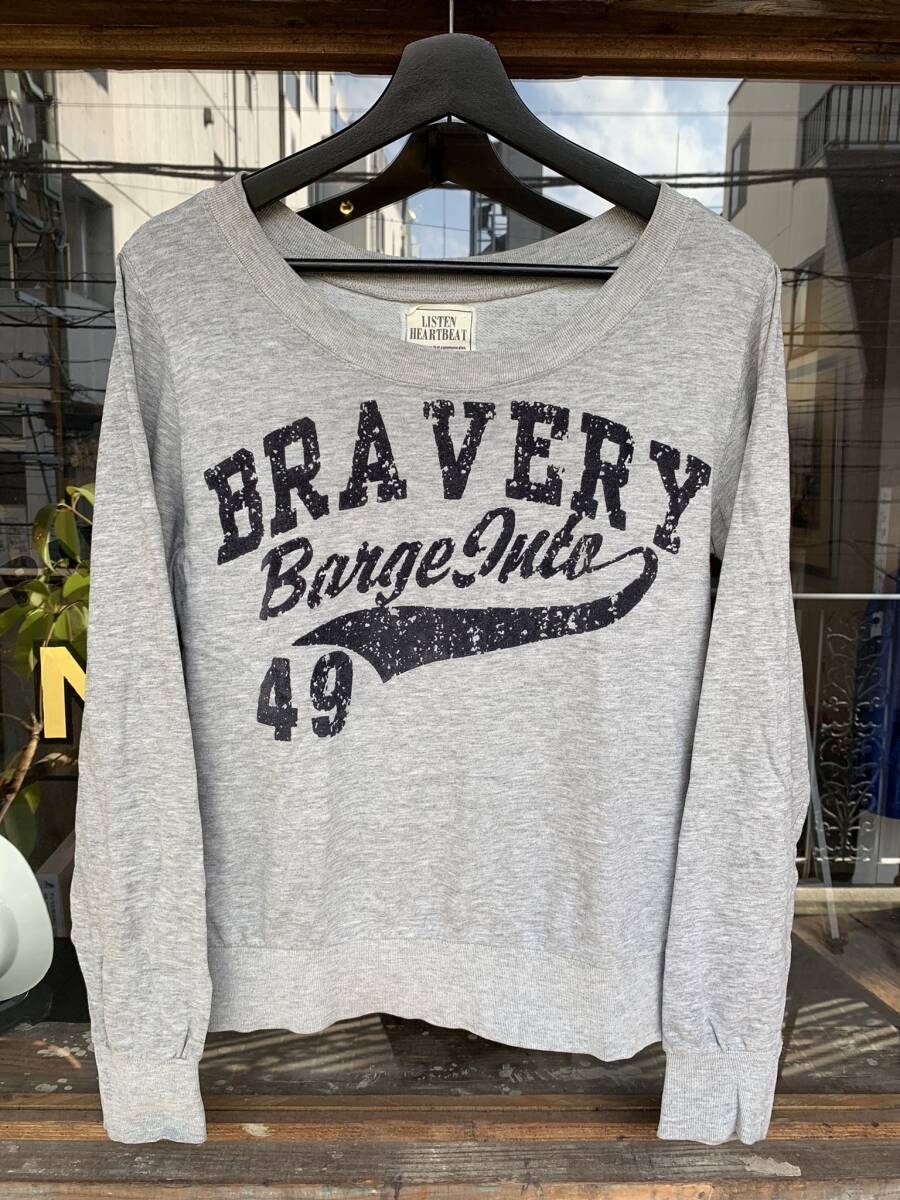 LISTEN
HEARTBEAT
BRAVERY
Barge Into
49
N